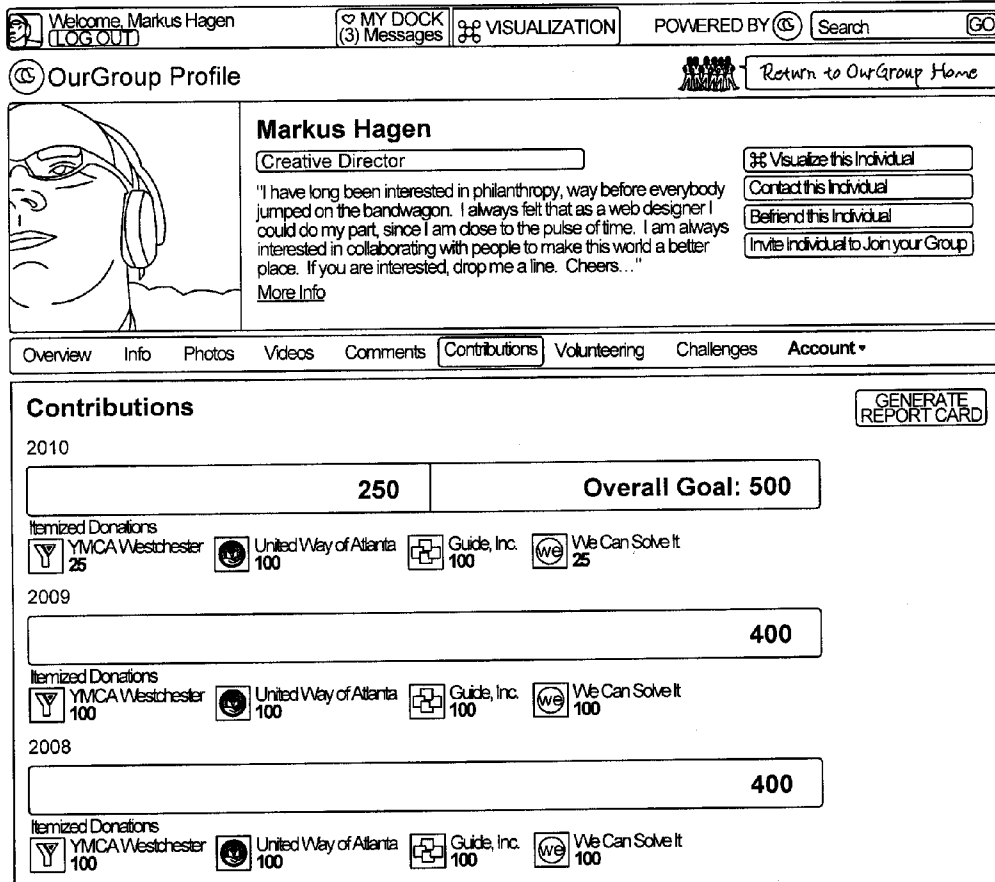 Welcome, Markus Hagen
LOG OUT
♡ MY DOCK
(3) Messages
⌘ VISUALIZATION
POWERED BY CG
Search
GO
CG OurGroup Profile
Return to OurGroup Home
Markus Hagen
Creative Director
"I have long been interested in philanthropy, way before everybody
jumped on the bandwagon. I always felt that as a web designer I
could do my part, since I am close to the pulse of time. I am always
interested in collaborating with people to make this world a better
place. If you are interested, drop me a line. Cheers..."
More Info
⌘ Visualize this Individual
Contact this Individual
Befriend this Individual
Invite Individual to Join your Group
Overview Info Photos Videos Comments Contributions Volunteering Challenges Account ▾
Contributions
GENERATE
REPORT CARD
2010
250 Overall Goal: 500
Itemized Donations
Y YMCA Westchester United Way of Atlanta Guide, Inc. we We Can Solve It
25 100 100 25
2009
400
Itemized Donations
Y YMCA Westchester United Way of Atlanta Guide, Inc. we We Can Solve It
100 100 100 100
2008
400
Itemized Donations
Y YMCA Westchester United Way of Atlanta Guide, Inc. we We Can Solve It
100 100 100 100